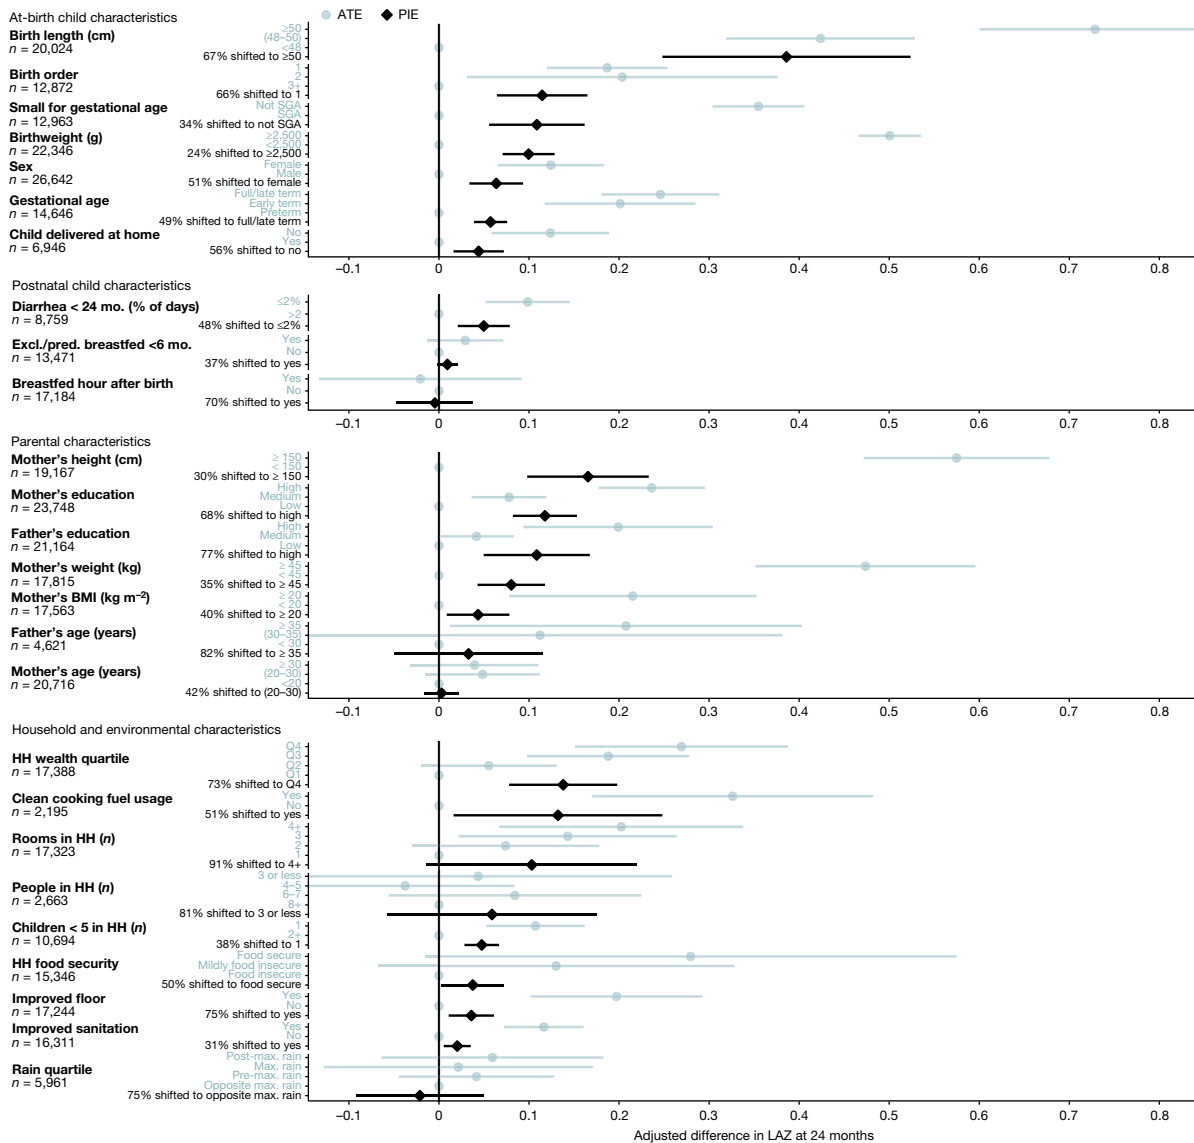 ATE PIE
At-birth child characteristics
Birth length (cm)
n = 20,024
≥50
(48–50)
<48
67% shifted to ≥50
Birth order
n = 12,872
1
2
3+
66% shifted to 1
Small for gestational age
n = 12,963
Not SGA
SGA
34% shifted to not SGA
Birthweight (g)
n = 22,346
≥2,500
<2,500
24% shifted to ≥2,500
Sex
n = 26,642
Female
Male
51% shifted to female
Gestational age
n = 14,646
Full/late term
Early term
Preterm
49% shifted to full/late term
Child delivered at home
n = 6,946
No
Yes
56% shifted to no
−0.1 0 0.1 0.2 0.3 0.4 0.5 0.6 0.7 0.8
Postnatal child characteristics
Diarrhea < 24 mo. (% of days)
n = 8,759
≤2%
>2
48% shifted to ≤2%
Excl./pred. breastfed <6 mo.
n = 13,471
Yes
No
37% shifted to yes
Breastfed hour after birth
n = 17,184
Yes
No
70% shifted to yes
−0.1 0 0.1 0.2 0.3 0.4 0.5 0.6 0.7 0.8
Parental characteristics
Mother's height (cm)
n = 19,167
≥ 150
< 150
30% shifted to ≥ 150
Mother's education
n = 23,748
High
Medium
Low
68% shifted to high
Father's education
n = 21,164
High
Medium
Low
77% shifted to high
Mother's weight (kg)
n = 17,815
≥ 45
< 45
35% shifted to ≥ 45
Mother's BMI (kg m−2)
n = 17,563
≥ 20
< 20
40% shifted to ≥ 20
Father's age (years)
n = 4,621
≥ 35
(30–35)
< 30
82% shifted to ≥ 35
Mother's age (years)
n = 20,716
≥ 30
(20–30)
<20
42% shifted to (20–30)
−0.1 0 0.1 0.2 0.3 0.4 0.5 0.6 0.7 0.8
Household and environmental characteristics
HH wealth quartile
n = 17,388
Q4
Q3
Q2
Q1
73% shifted to Q4
Clean cooking fuel usage
n = 2,195
Yes
No
51% shifted to yes
Rooms in HH (n)
n = 17,323
4+
3
2
1
91% shifted to 4+
People in HH (n)
n = 2,663
3 or less
4–5
6–7
8+
81% shifted to 3 or less
Children < 5 in HH (n)
n = 10,694
1
2+
38% shifted to 1
HH food security
n = 15,346
Food secure
Mildly food insecure
Food insecure
50% shifted to food secure
Improved floor
n = 17,244
Yes
No
75% shifted to yes
Improved sanitation
n = 16,311
Yes
No
31% shifted to yes
Rain quartile
n = 5,961
Post-max. rain
Max. rain
Pre-max. rain
Opposite max. rain
75% shifted to opposite max. rain
−0.1 0 0.1 0.2 0.3 0.4 0.5 0.6 0.7 0.8
Adjusted difference in LAZ at 24 months